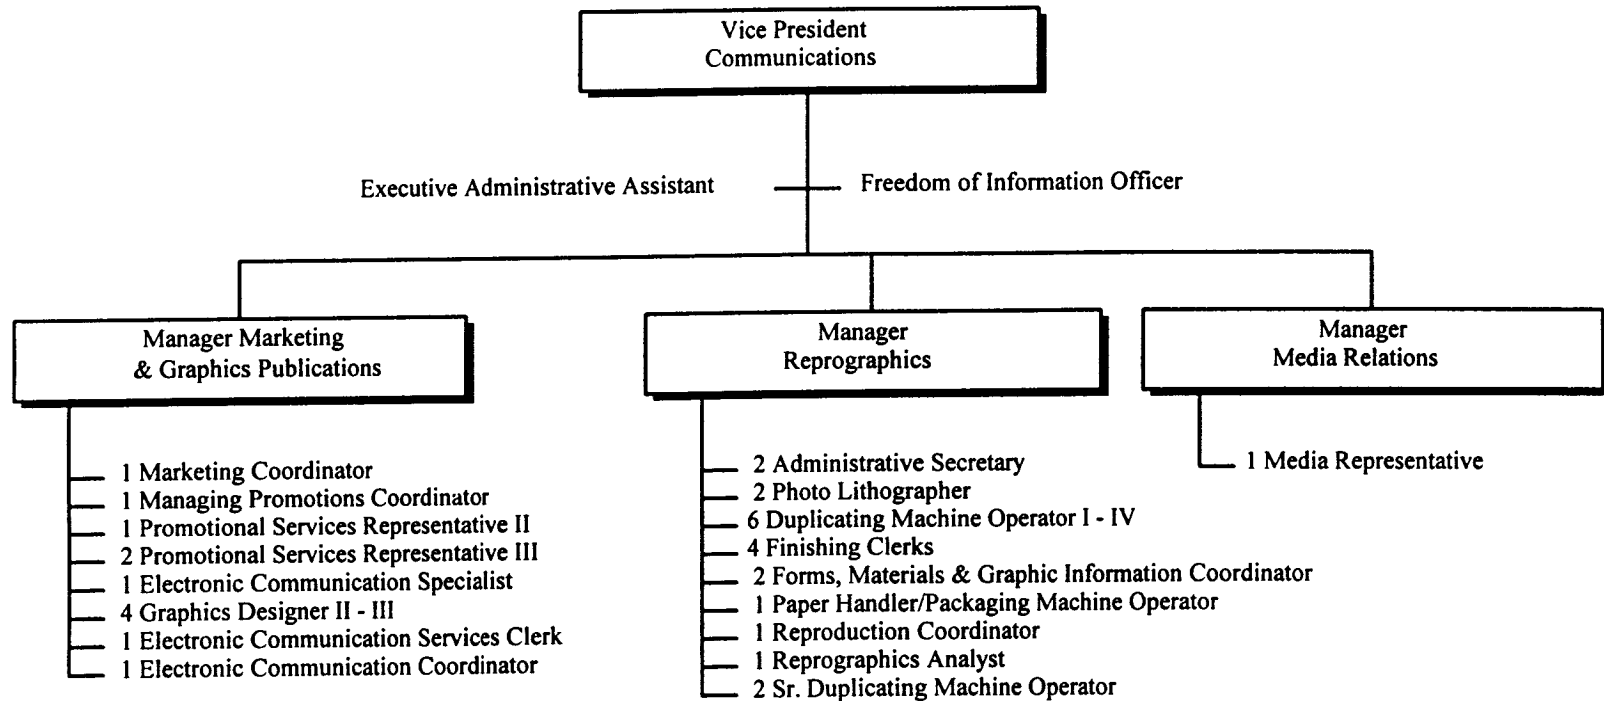 Vice President
Communications
Executive Administrative Assistant
Freedom of Information Officer
Manager Marketing
& Graphics Publications
1 Marketing Coordinator
1 Managing Promotions Coordinator
1 Promotional Services Representative II
2 Promotional Services Representative III
1 Electronic Communication Specialist
4 Graphics Designer II - III
1 Electronic Communication Services Clerk
1 Electronic Communication Coordinator
Manager
Reprographics
2 Administrative Secretary
2 Photo Lithographer
6 Duplicating Machine Operator I - IV
4 Finishing Clerks
2 Forms, Materials & Graphic Information Coordinator
1 Paper Handler/Packaging Machine Operator
1 Reproduction Coordinator
1 Reprographics Analyst
2 Sr. Duplicating Machine Operator
Manager
Media Relations
1 Media Representative